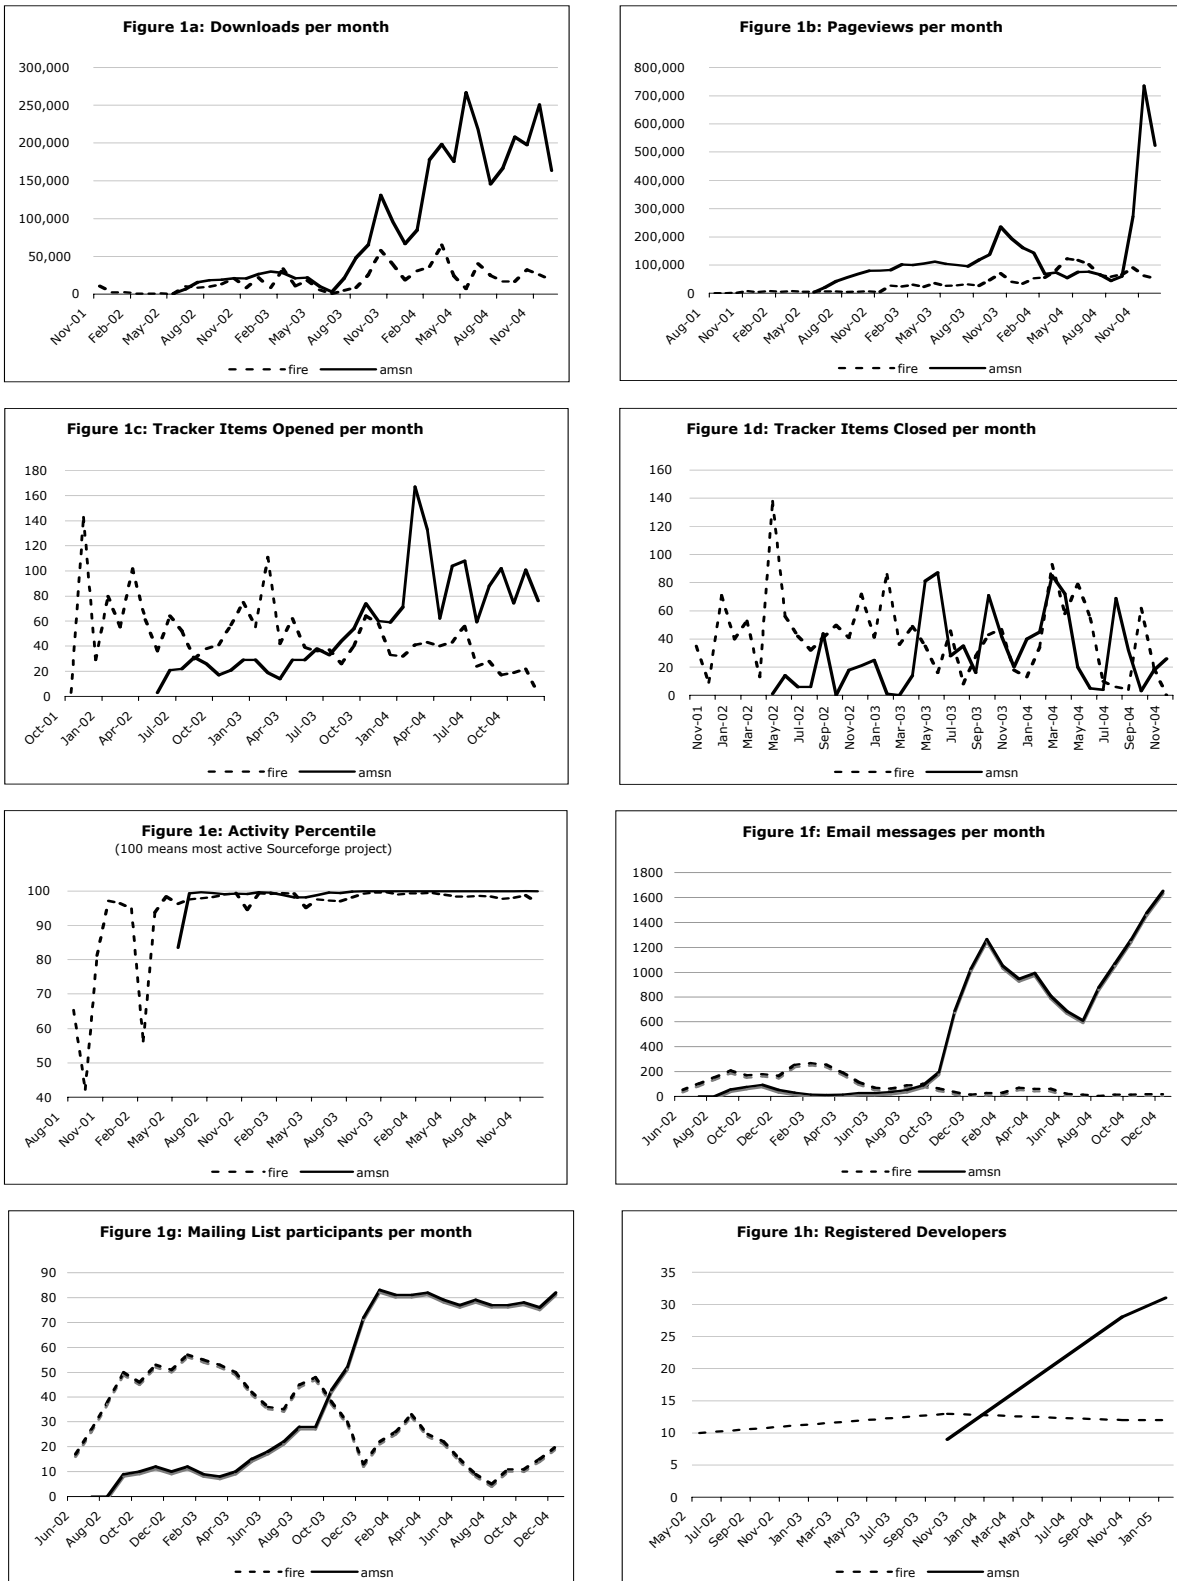 Figure 1a: Downloads per month
300,000
250,000
200,000
150,000
100,000
50,000
0
Nov-01 Feb-02 May-02 Aug-02 Nov-02 Feb-03 May-03 Aug-03 Nov-03 Feb-04 May-04 Aug-04 Nov-04
fire amsn
Figure 1b: Pageviews per month
800,000
700,000
600,000
500,000
400,000
300,000
200,000
100,000
0
Aug-01 Nov-01 Feb-02 May-02 Aug-02 Nov-02 Feb-03 May-03 Aug-03 Nov-03 Feb-04 May-04 Aug-04 Nov-04
fire amsn
Figure 1c: Tracker Items Opened per month
180
160
140
120
100
80
60
40
20
0
Oct-01 Jan-02 Apr-02 Jul-02 Oct-02 Jan-03 Apr-03 Jul-03 Oct-03 Jan-04 Apr-04 Jul-04 Oct-04
fire amsn
Figure 1d: Tracker Items Closed per month
160
140
120
100
80
60
40
20
0
Nov-01 Jan-02 Mar-02 May-02 Jul-02 Sep-02 Nov-02 Jan-03 Mar-03 May-03 Jul-03 Sep-03 Nov-03 Jan-04 Mar-04 May-04 Jul-04 Sep-04 Nov-04
fire amsn
Figure 1e: Activity Percentile
(100 means most active Sourceforge project)
100
90
80
70
60
50
40
Aug-01 Nov-01 Feb-02 May-02 Aug-02 Nov-02 Feb-03 May-03 Aug-03 Nov-03 Feb-04 May-04 Aug-04 Nov-04
fire amsn
Figure 1f: Email messages per month
1800
1600
1400
1200
1000
800
600
400
200
0
Jun-02 Aug-02 Oct-02 Dec-02 Feb-03 Apr-03 Jun-03 Aug-03 Oct-03 Dec-03 Feb-04 Apr-04 Jun-04 Aug-04 Oct-04 Dec-04
fire amsn
Figure 1g: Mailing List participants per month
90
80
70
60
50
40
30
20
10
0
Jun-02 Aug-02 Oct-02 Dec-02 Feb-03 Apr-03 Jun-03 Aug-03 Oct-03 Dec-03 Feb-04 Apr-04 Jun-04 Aug-04 Oct-04 Dec-04
fire amsn
Figure 1h: Registered Developers
35
30
25
20
15
10
5
0
May-02 Jul-02 Sep-02 Nov-02 Jan-03 Mar-03 May-03 Jul-03 Sep-03 Nov-03 Jan-04 Mar-04 May-04 Jul-04 Sep-04 Nov-04 Jan-05
fire amsn